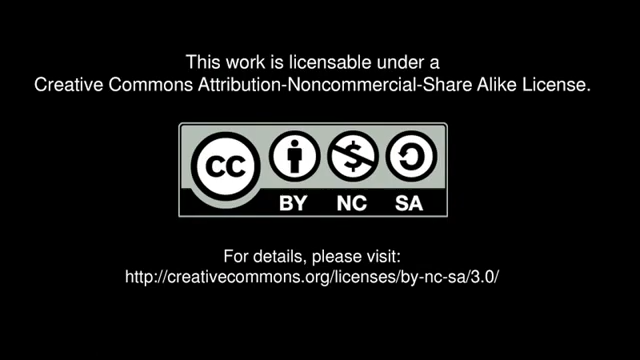 This work is licensable under a
Creative Commons Attribution-Noncommercial-Share Alike License.
CC
BY NC SA
For details, please visit:
http://creativecommons.org/licenses/by-nc-sa/3.0/